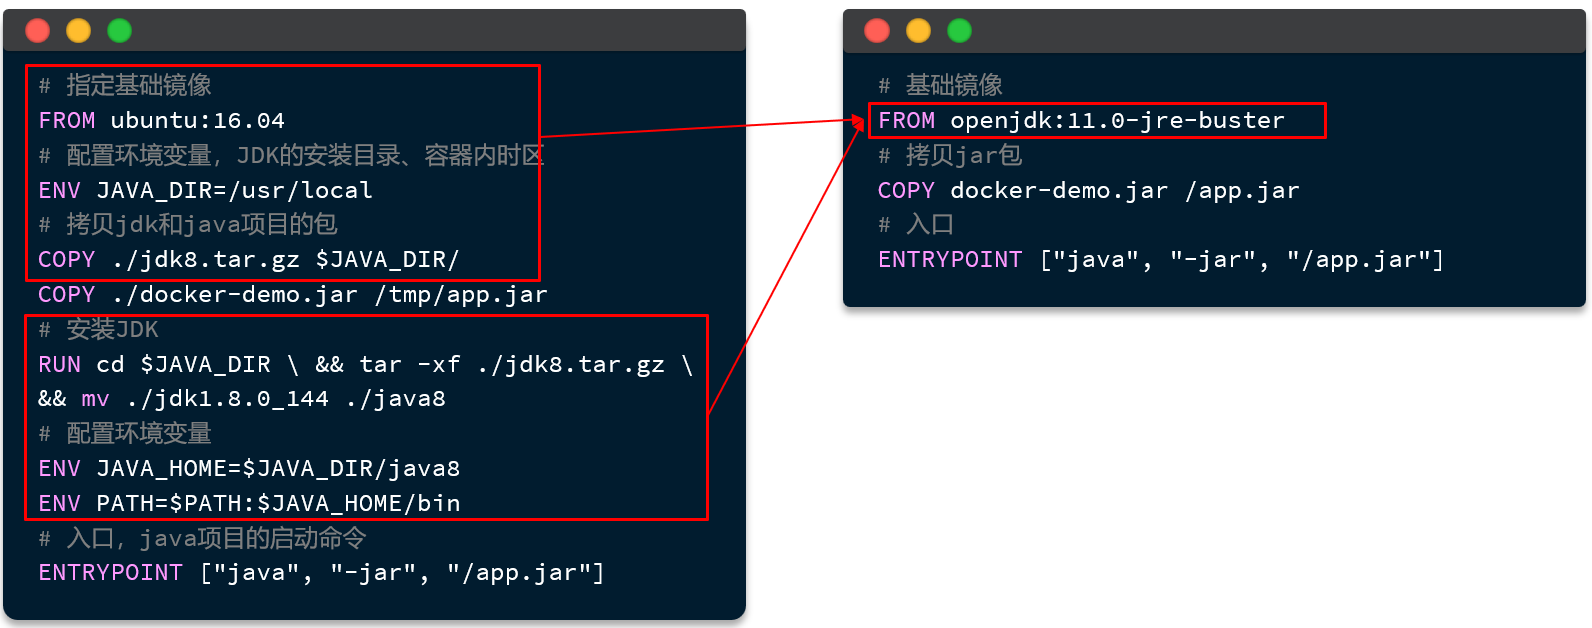 # 指定基础镜像
FROM ubuntu:16.04
# 配置环境变量，JDK的安装目录、容器内时区
ENV JAVA_DIR=/usr/local
# 拷贝jdk和java项目的包
COPY ./jdk8.tar.gz $JAVA_DIR/
COPY ./docker-demo.jar /tmp/app.jar
# 安装JDK
RUN cd $JAVA_DIR \ && tar -xf ./jdk8.tar.gz \
&& mv ./jdk1.8.0_144 ./java8
# 配置环境变量
ENV JAVA_HOME=$JAVA_DIR/java8
ENV PATH=$PATH:$JAVA_HOME/bin
# 入口，java项目的启动命令
ENTRYPOINT ["java", "-jar", "/app.jar"]
# 基础镜像
FROM openjdk:11.0-jre-buster
# 拷贝jar包
COPY docker-demo.jar /app.jar
# 入口
ENTRYPOINT ["java", "-jar", "/app.jar"]